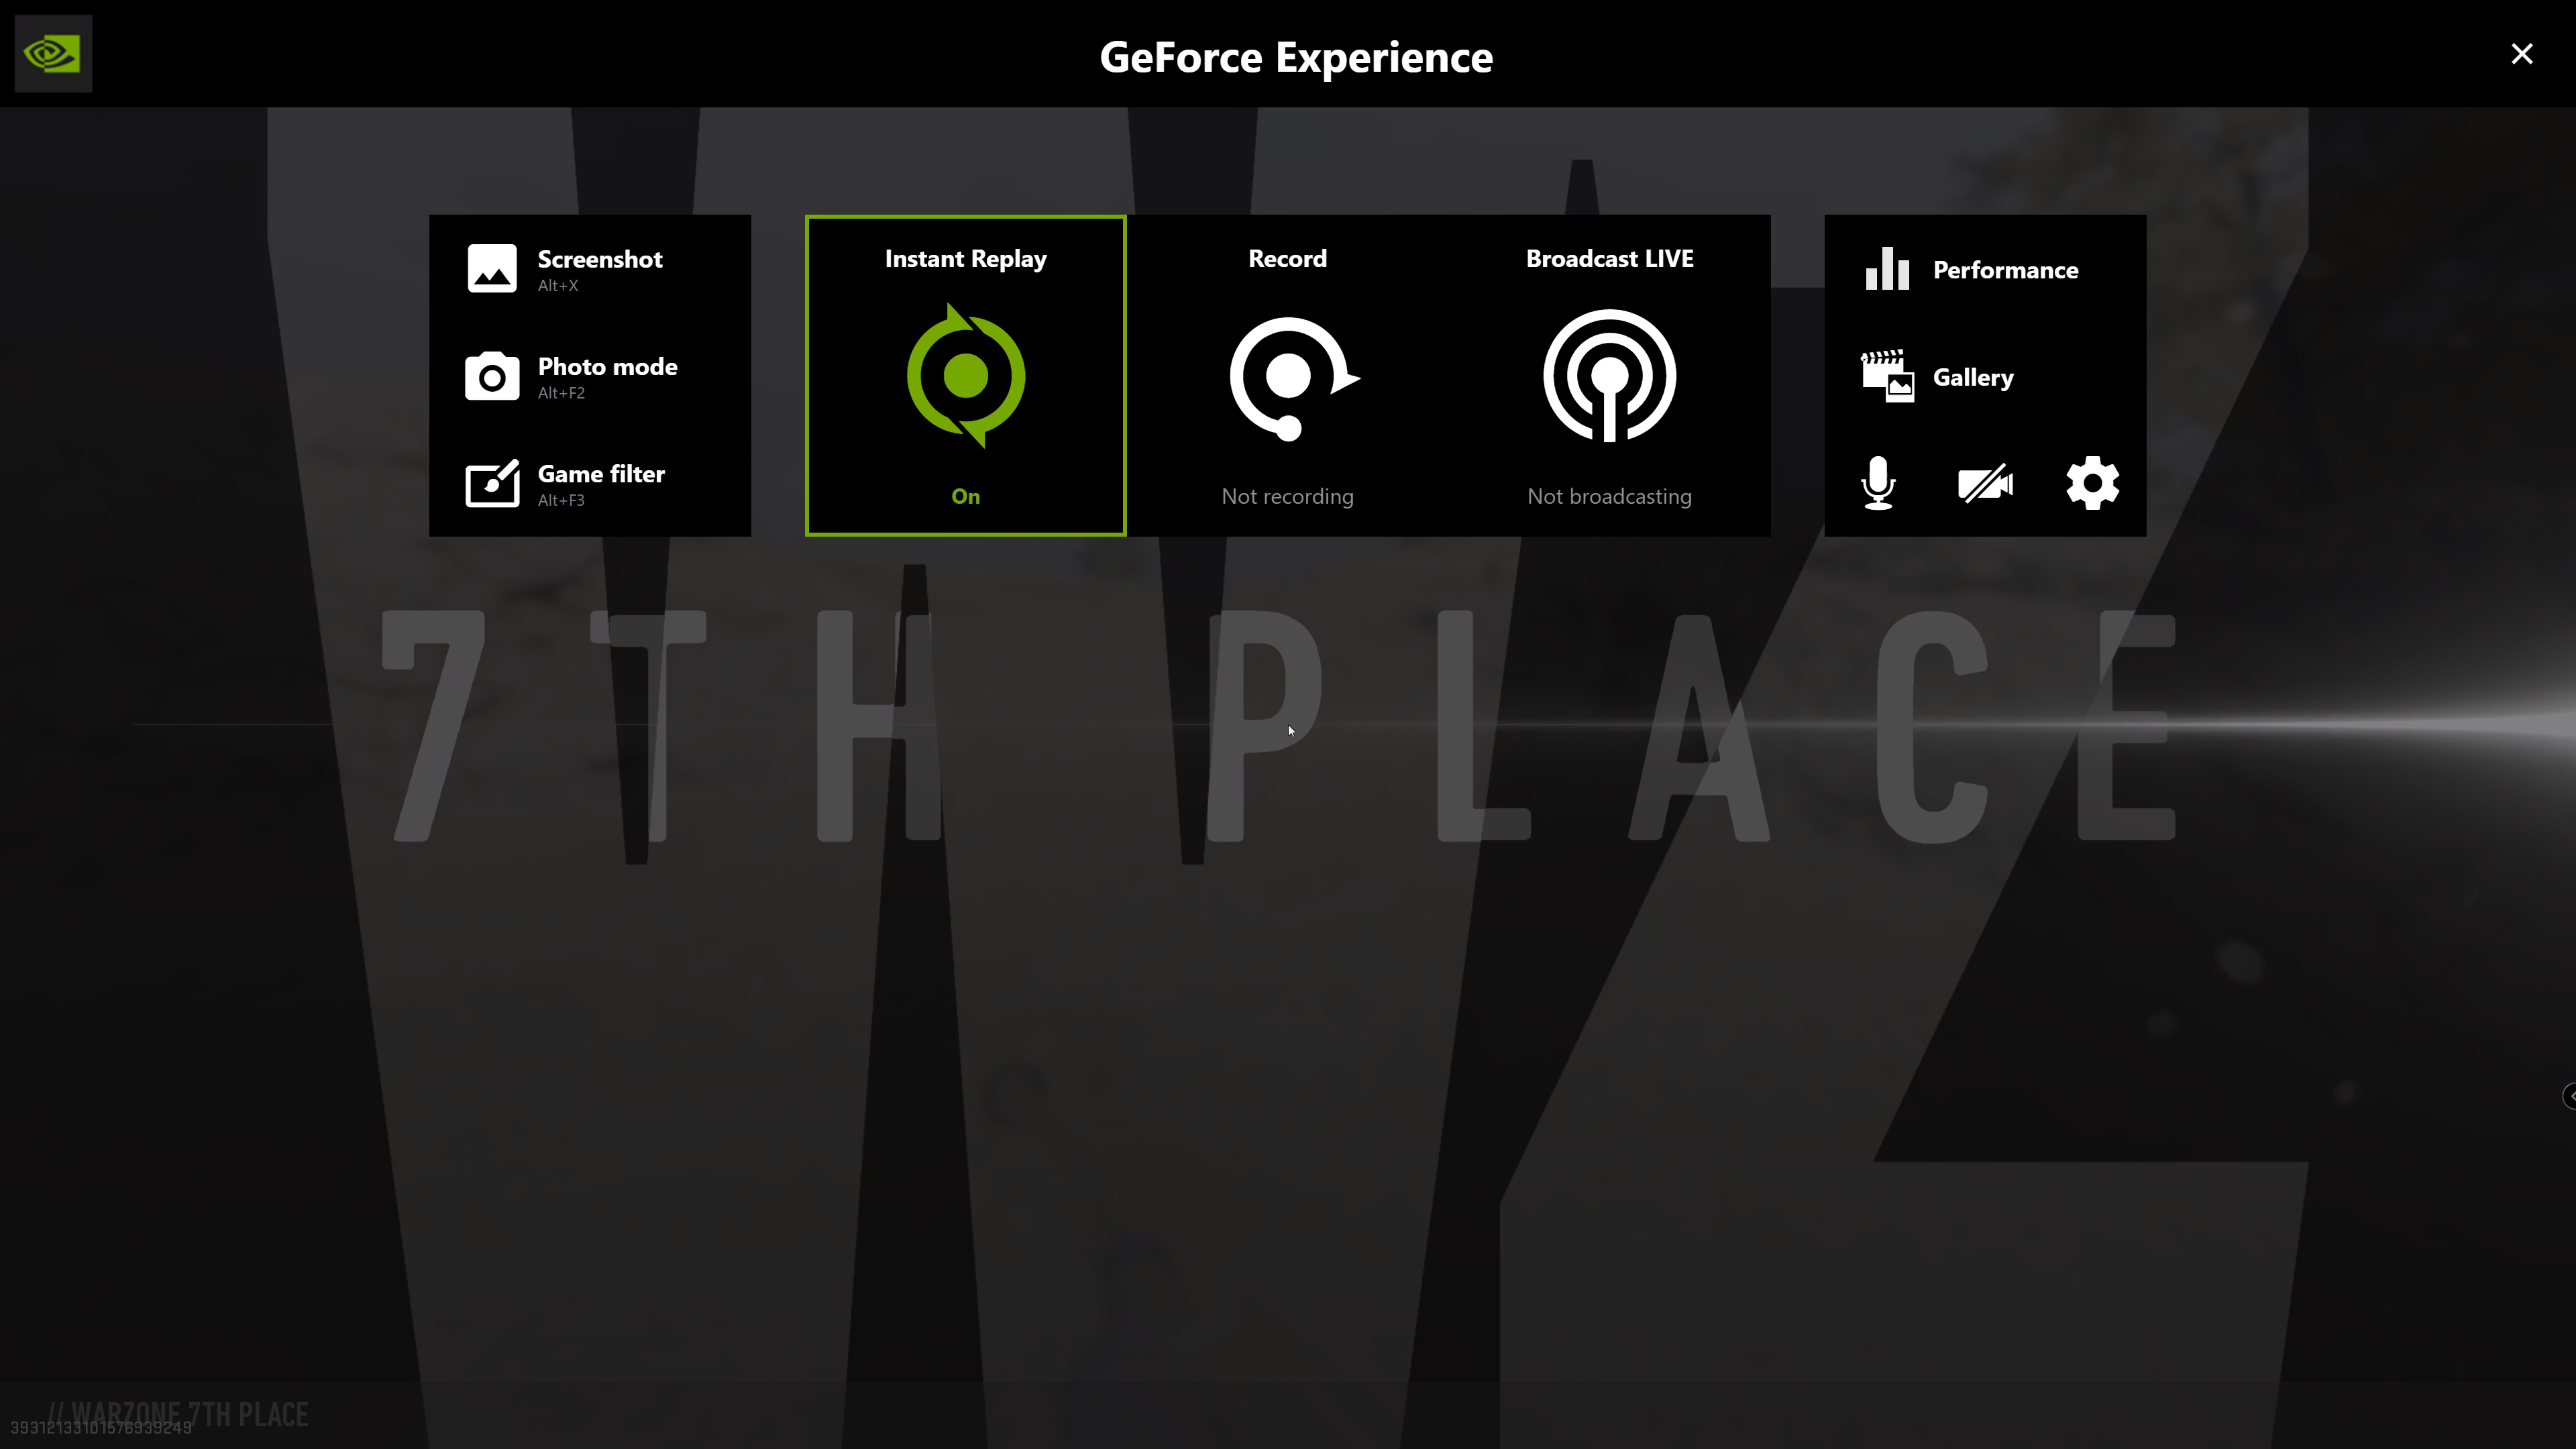 GeForce Experience
Screenshot
Alt+X
Photo mode
Alt+F2
Game filter
Alt+F3
Instant Replay
On
Record
Not recording
Broadcast LIVE
Not broadcasting
Performance
Gallery
7TH PLACE
// WARZONE 7TH PLACE
39312133101576939249